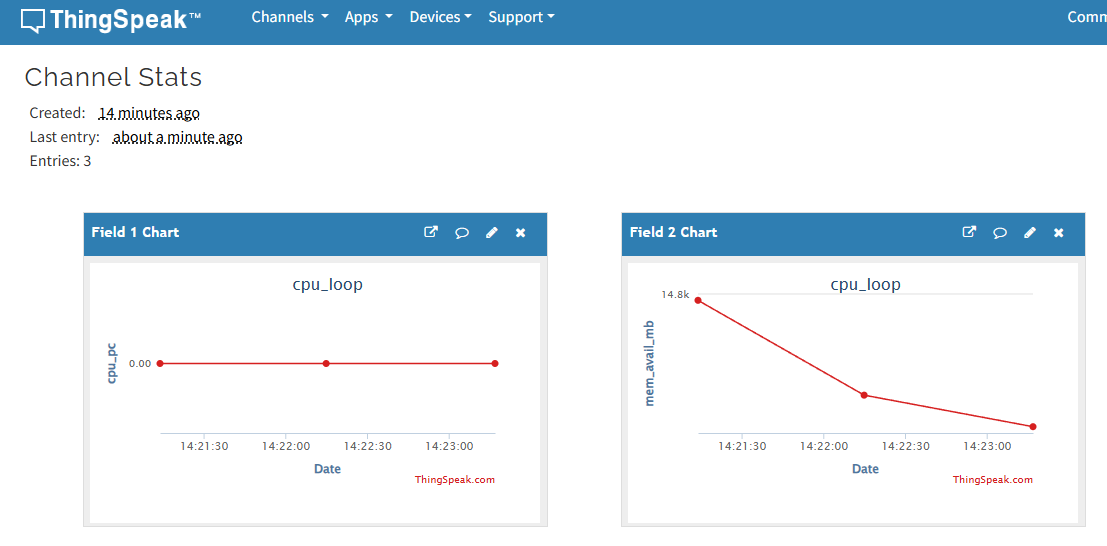 ThingSpeak™ Channels Apps Devices Support Comm
Channel Stats
Created: 14 minutes ago
Last entry: about a minute ago
Entries: 3
Field 1 Chart
cpu_loop
cpu_pc
0.00
14:21:30 14:22:00 14:22:30 14:23:00
Date
ThingSpeak.com
Field 2 Chart
cpu_loop
14.8k
mem_avail_mb
14:21:30 14:22:00 14:22:30 14:23:00
Date
ThingSpeak.com